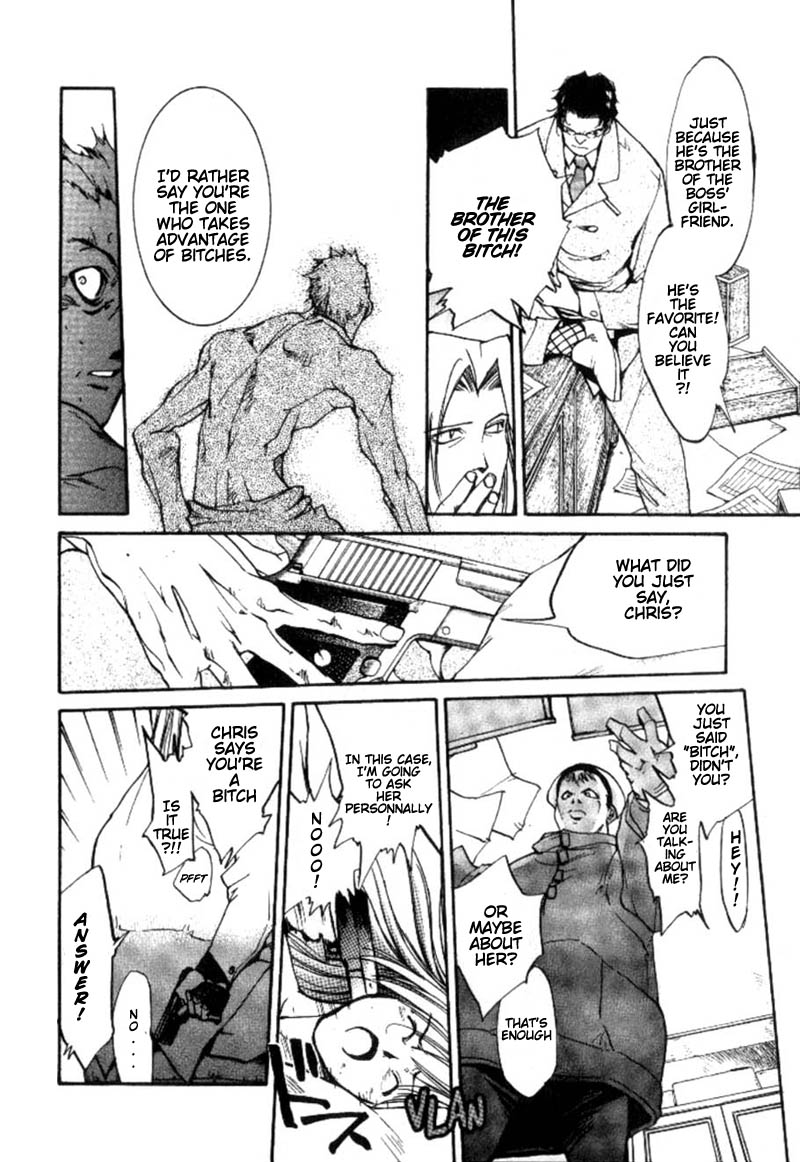 JUST
BECAUSE
HE'S THE
BROTHER
OF THE
BOSS'
GIRL-
FRIEND.
HE'S
THE
FAVORITE!
CAN
YOU
BELIEVE
IT
?!
THE
BROTHER
OF THIS
BITCH!
I'D RATHER
SAY YOU'RE
THE ONE
WHO TAKES
ADVANTAGE
OF BITCHES.
WHAT DID
YOU JUST
SAY,
CHRIS?
YOU
JUST
SAID
"BITCH",
DIDN'T
YOU?
HEY!!
ARE
YOU
TALK-
ING
ABOUT
ME?
OR
MAYBE
ABOUT
HER?
THAT'S
ENOUGH
IN THIS CASE,
I'M GOING
TO ASK
HER
PERSONNALLY
!
NOOO!
ドス
VLAN
CHRIS
SAYS
YOU'RE
A
BITCH
IS
IT
TRUE
?!!
PFFT
ANSWER!
NO....